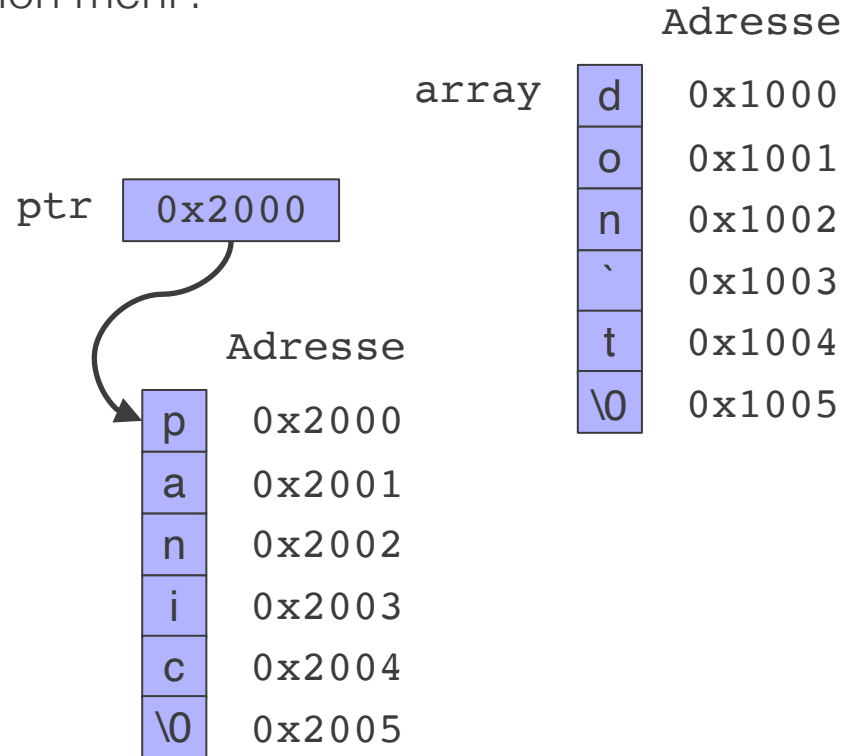 Adresse
array d 0x1000
o 0x1001
n 0x1002
` 0x1003
t 0x1004
\0 0x1005
ptr 0x2000
Adresse
p 0x2000
a 0x2001
n 0x2002
i 0x2003
c 0x2004
\0 0x2005